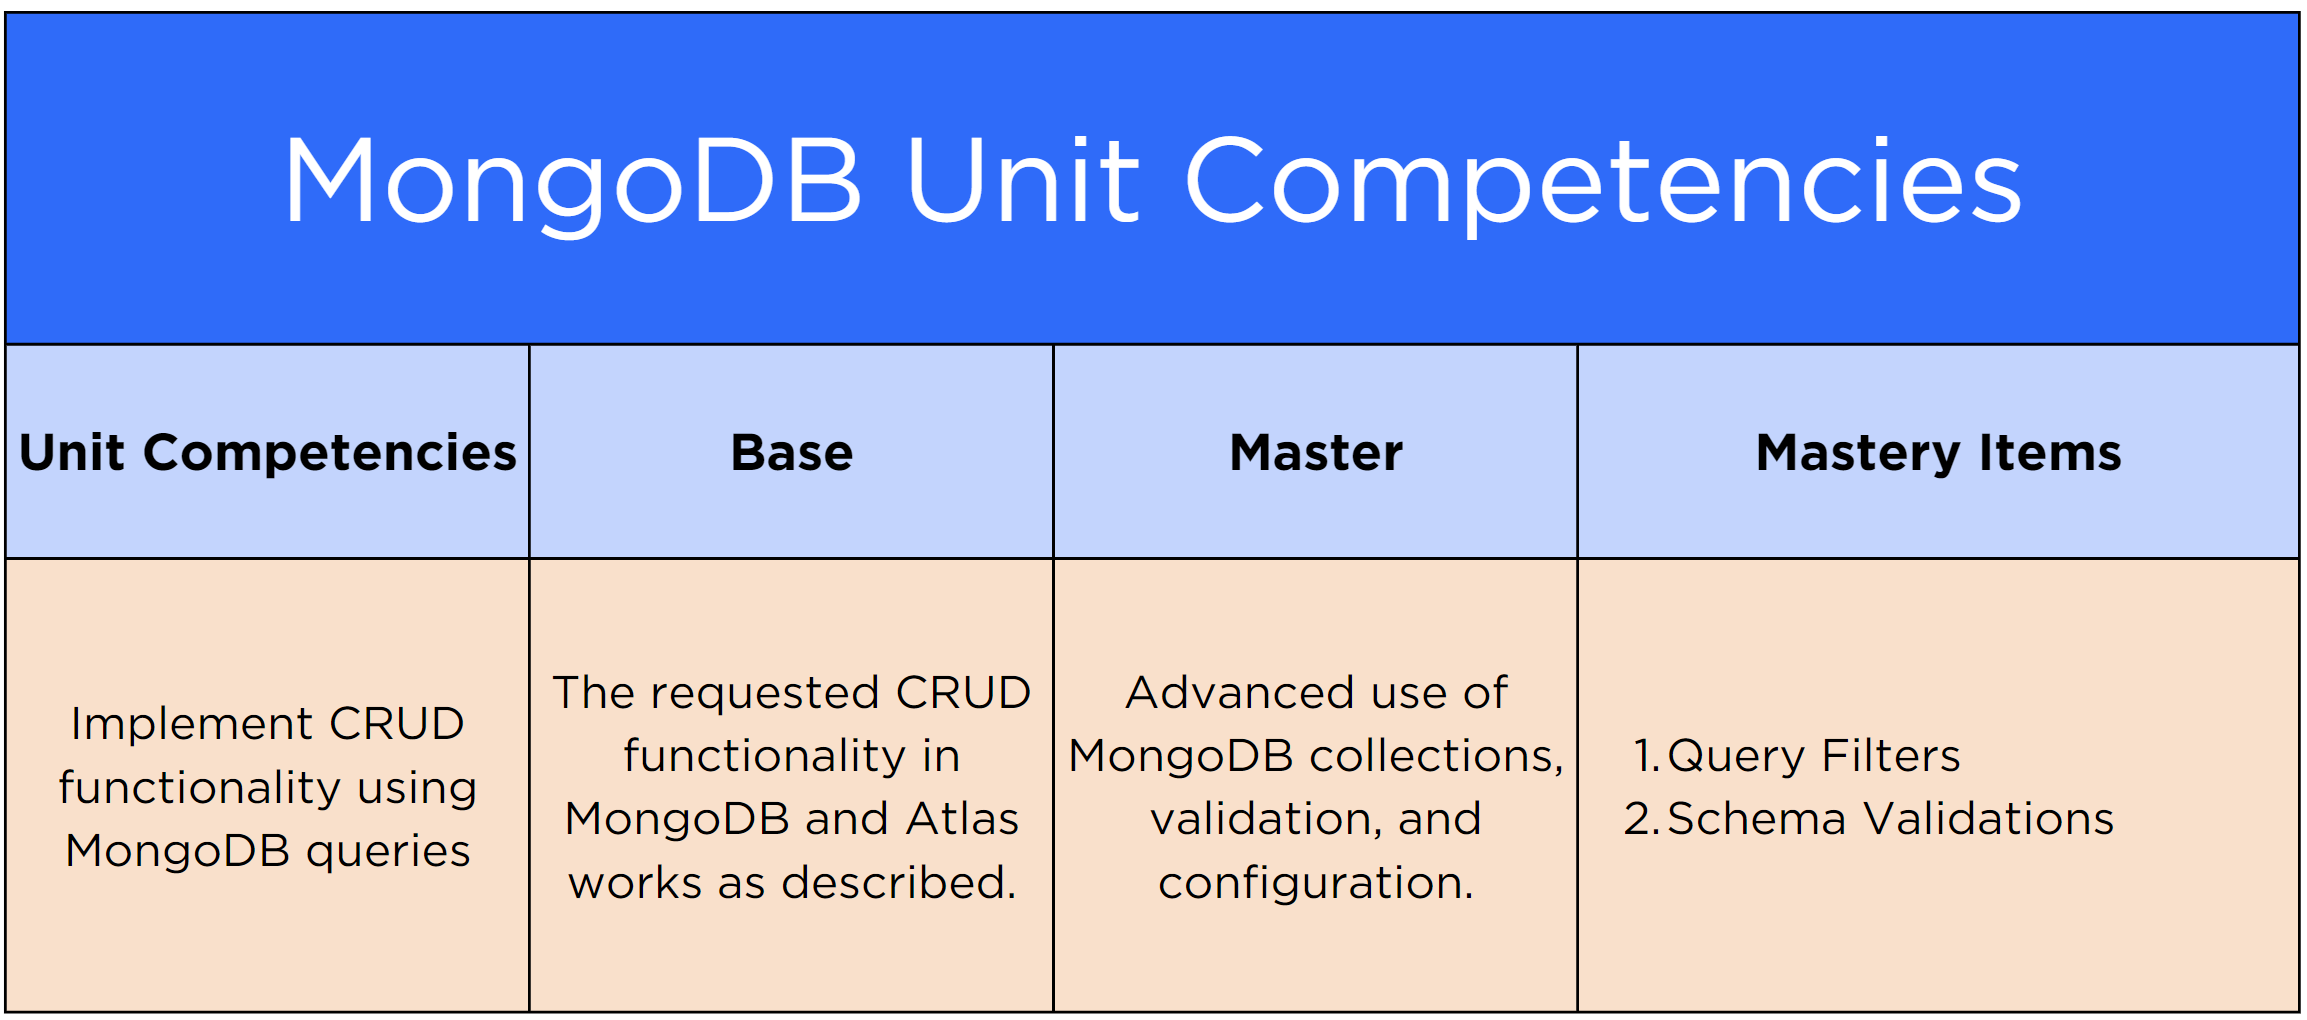 MongoDB Unit Competencies
Unit Competencies
Base
Master
Mastery Items
Implement CRUD
functionality using
MongoDB queries
The requested CRUD
functionality in
MongoDB and Atlas
works as described.
Advanced use of
MongoDB collections,
validation, and
configuration.
1. Query Filters
2. Schema Validations